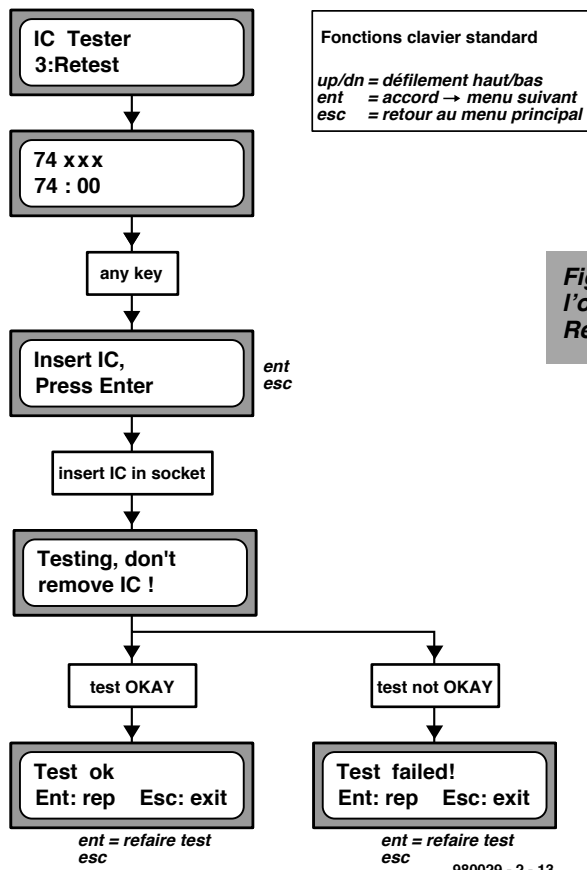 IC Tester
3:Retest
Fonctions clavier standard
up/dn = défilement haut/bas
ent = accord → menu suivant
esc = retour au menu principal
74 xxx
74 : 00
any key
Insert IC,
Press Enter
ent
esc
insert IC in socket
Testing, don't
remove IC !
test OKAY
test not OKAY
Test ok
Ent: rep Esc: exit
ent = refaire test
esc
Test failed!
Ent: rep Esc: exit
ent = refaire test
esc
980029 - 2 - 13